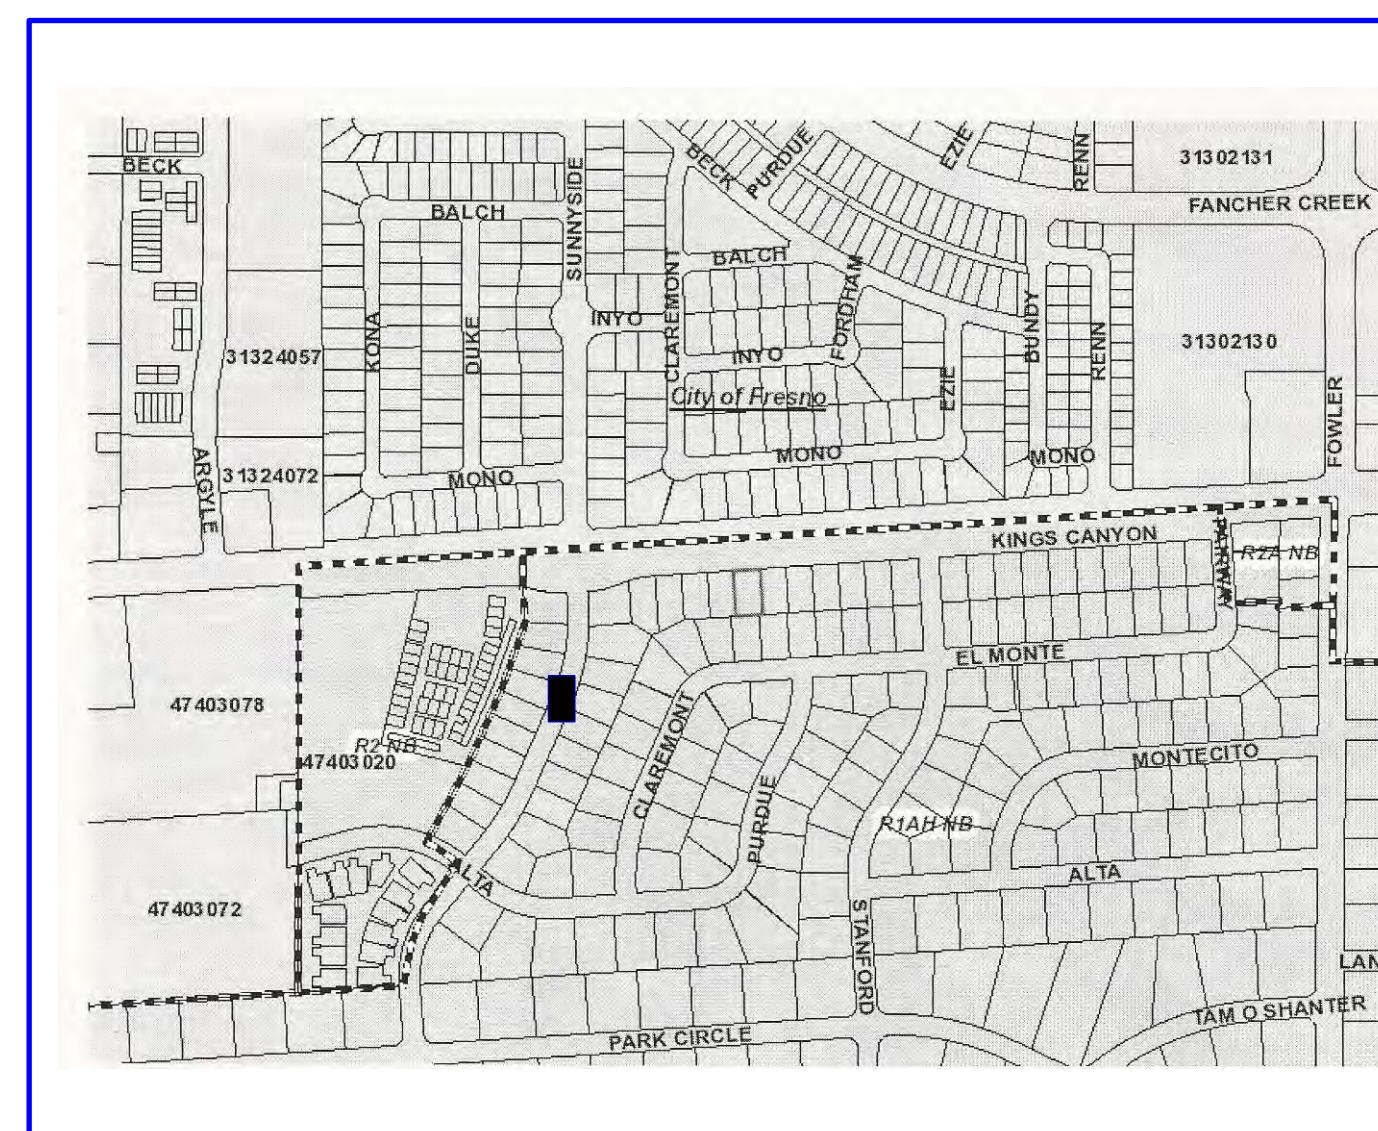 BECK
SUNNYSIDE
BECK
PURDUE
EZIE
RENN
31302131
BALCH
FANCHER CREEK
BALCH
CLAREMONT
FORDHAM
INYO
KONA
DUKE
31324057
INYO
BUNDY
RENN
31302130
City of Fresno
EZIE
FOWLER
MONO
MONO
ARGYLE
31324072
MONO
KINGS CANYON
PARKWAY
R2A NB
EL MONTE
47403078
CLAREMONT
R2 NB
47403020
MONTECITO
PURDUE
R1AH NB
ALTA
ALTA
47403072
STANFORD
LAN
TAM O SHANTER
PARK CIRCLE